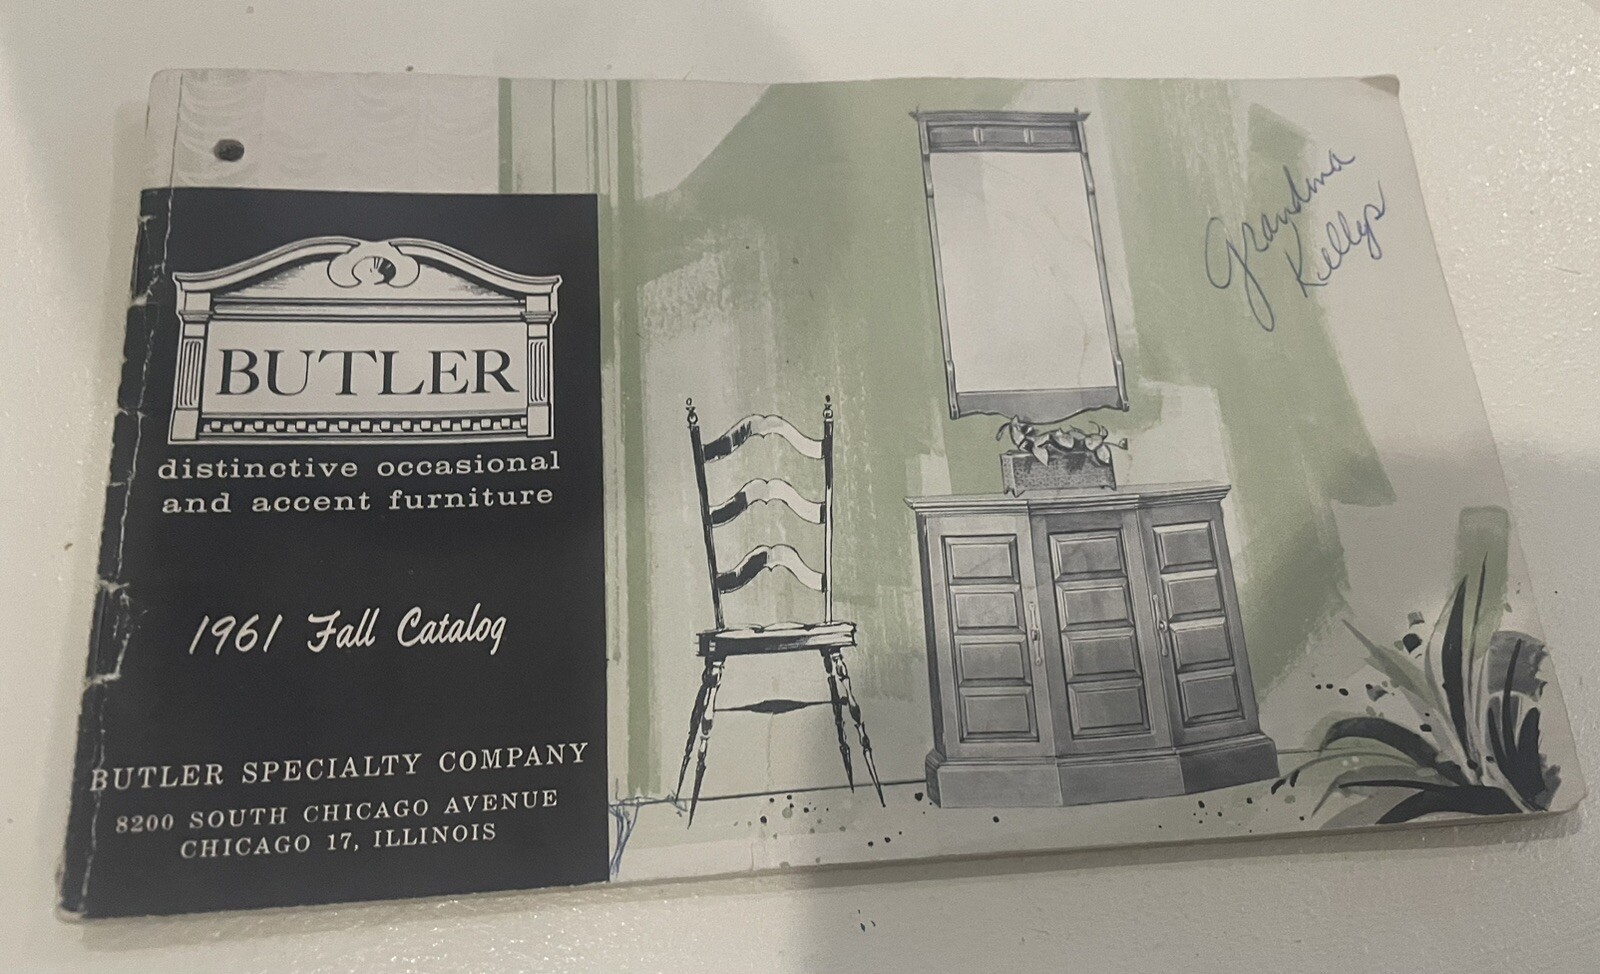 BUTLER
distinctive occasional
and accent furniture
1961 Fall Catalog
BUTLER SPECIALTY COMPANY
8200 SOUTH CHICAGO AVENUE
CHICAGO 17, ILLINOIS
Grandma
Kellys